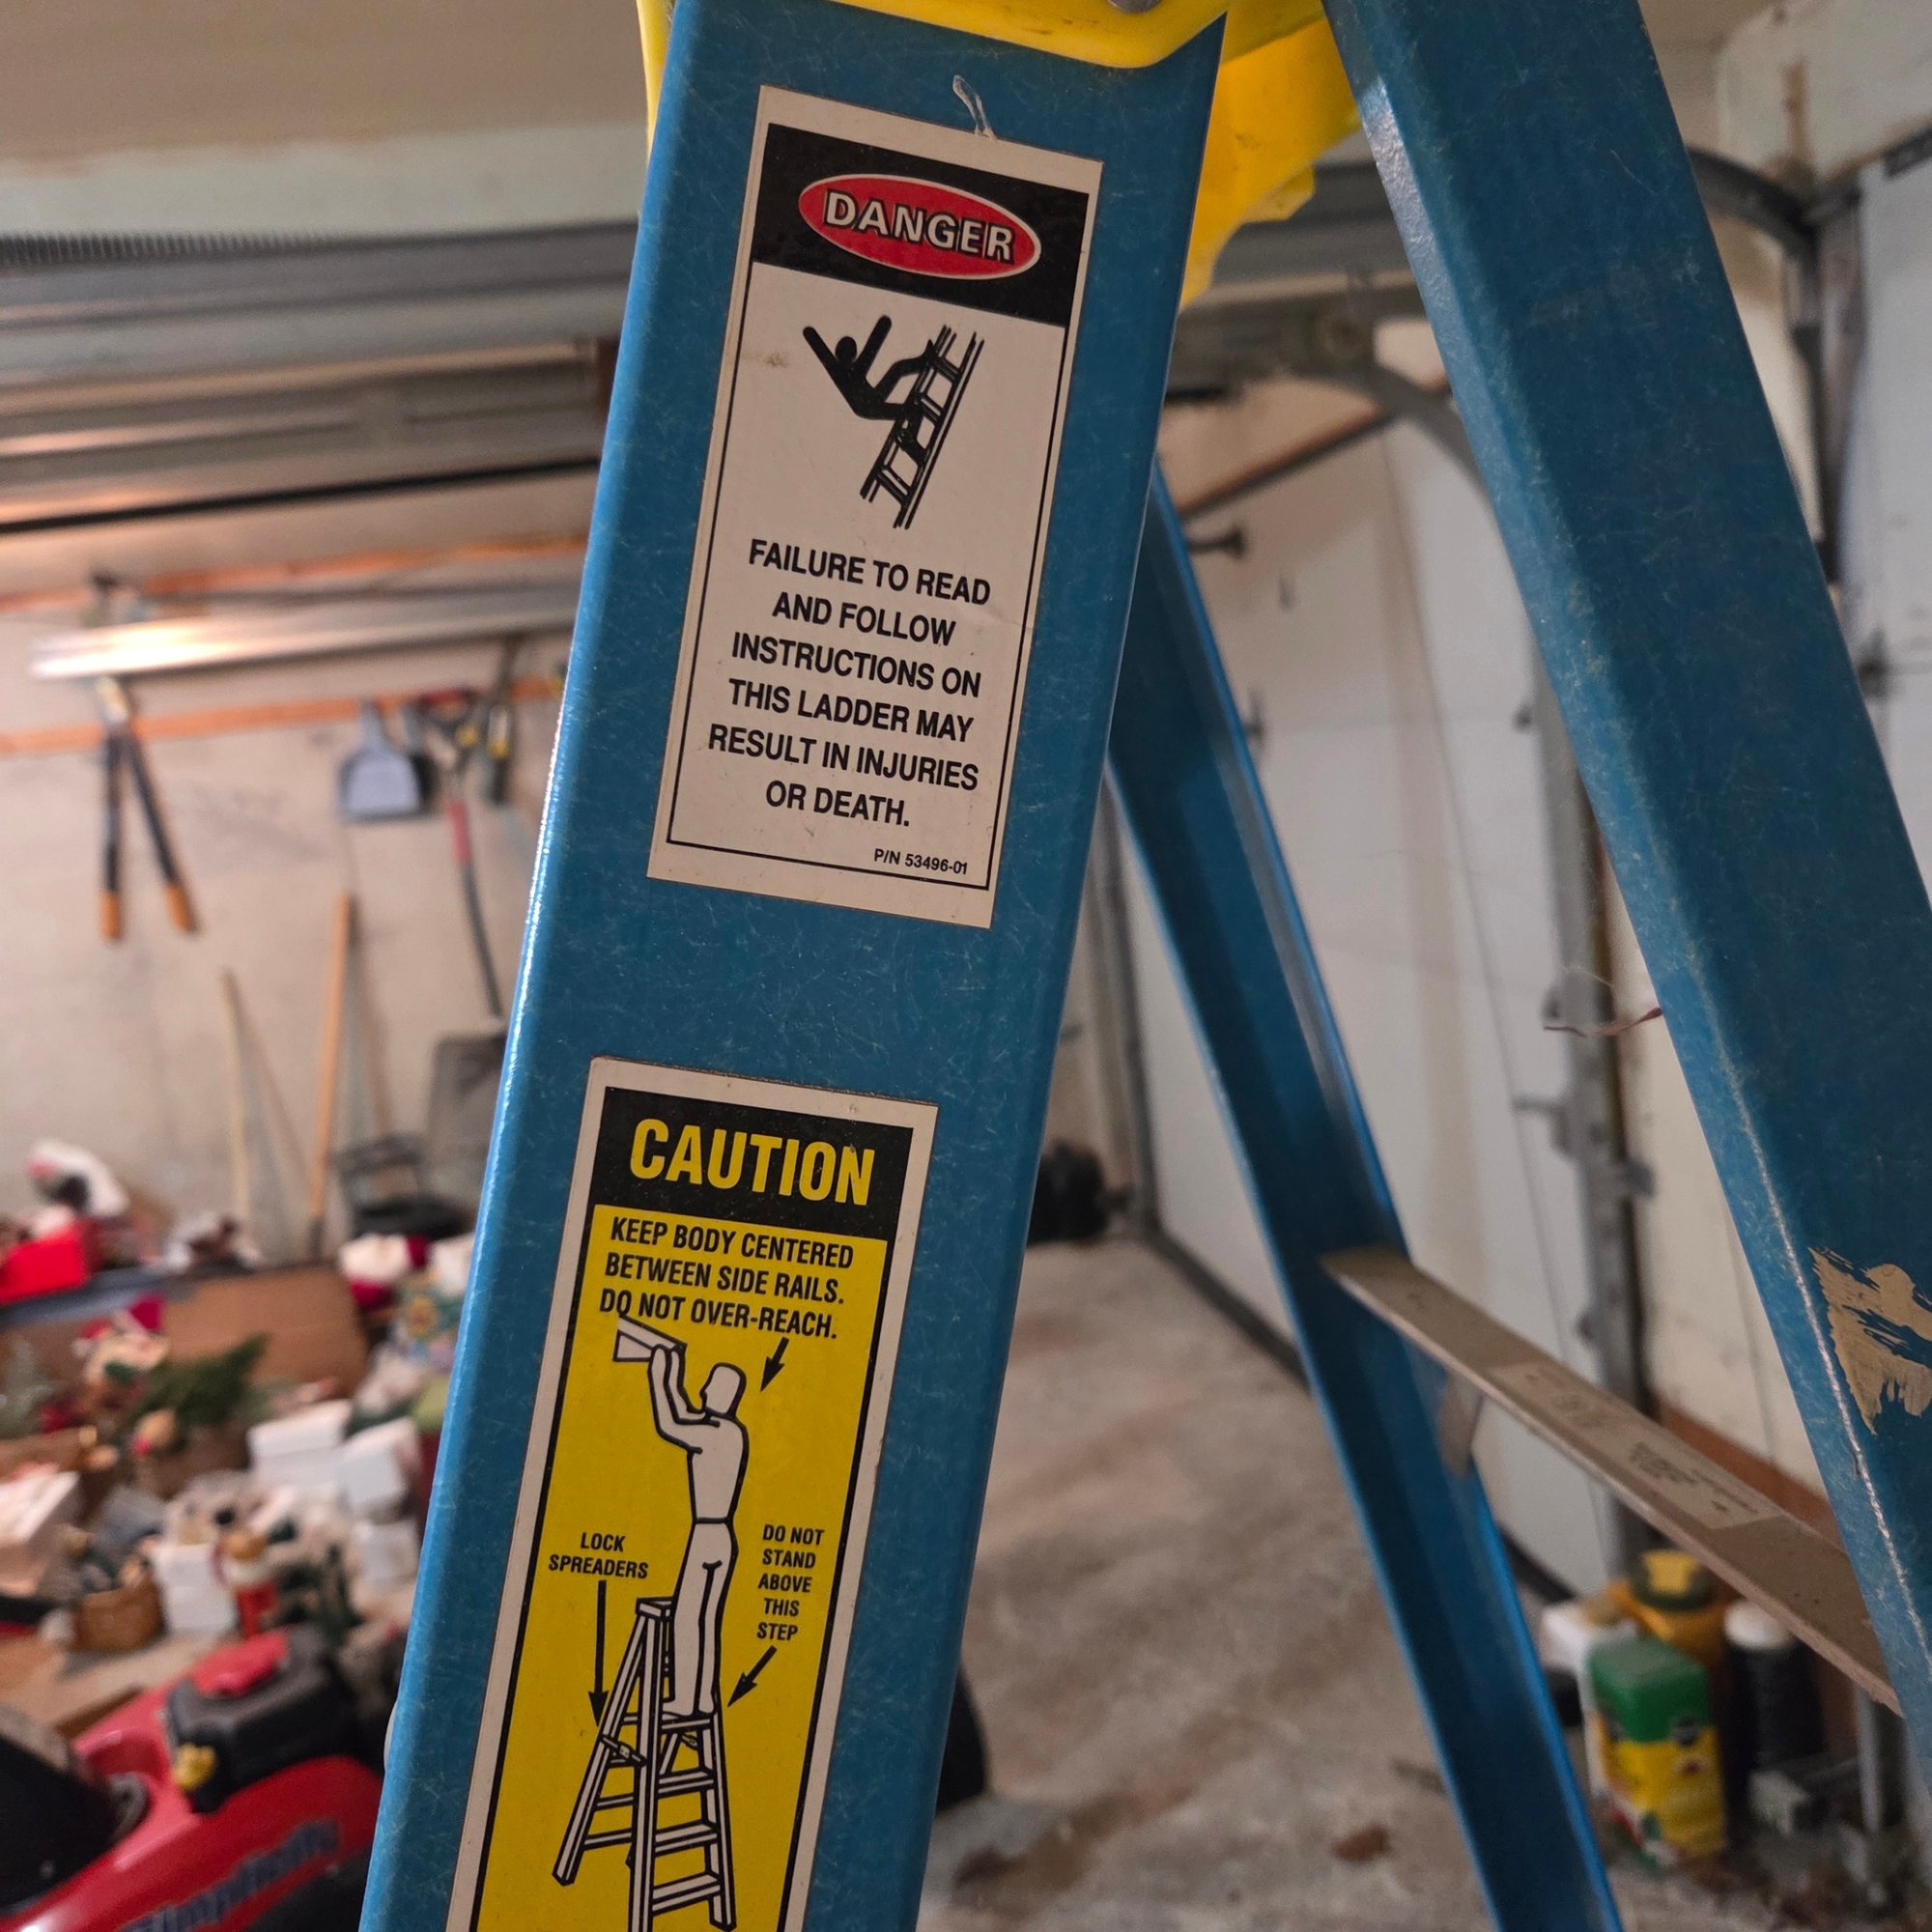 DANGER
FAILURE TO READ
AND FOLLOW
INSTRUCTIONS ON
THIS LADDER MAY
RESULT IN INJURIES
OR DEATH.
P/N 53496-01
CAUTION
KEEP BODY CENTERED
BETWEEN SIDE RAILS.
DO NOT OVER-REACH.
LOCK
SPREADERS
DO NOT
STAND
ABOVE
THIS
STEP